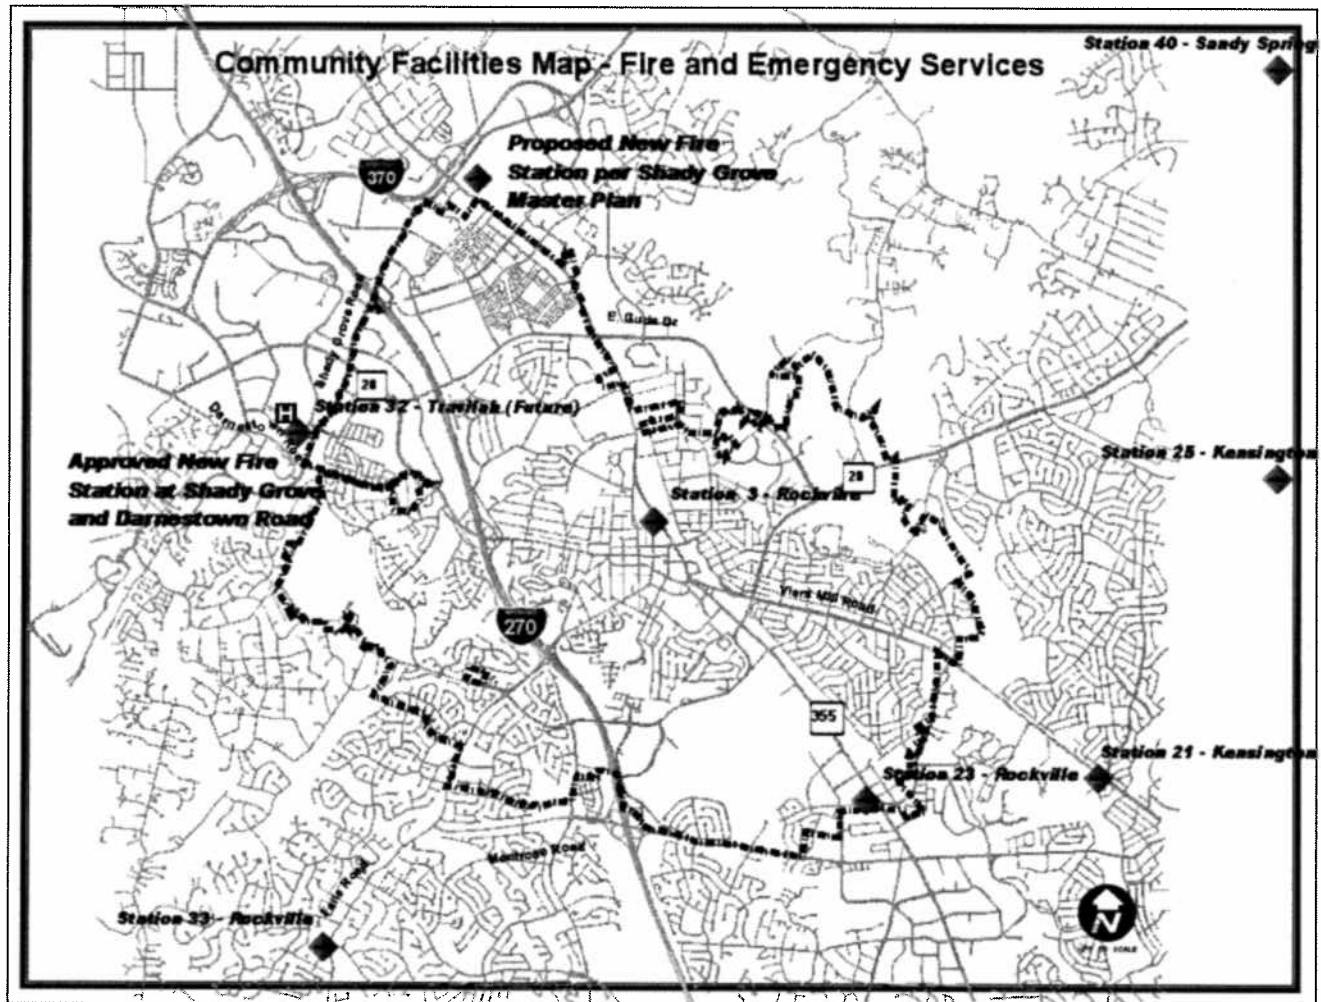 Station 40 - Sandy Spring
Community Facilities Map - Fire and Emergency Services
Proposed New Fire
Station per Shady Grove
Master Plan
370
Shady Grove Road
E. Gude Dr
28
H
Station 32 - Travilah (Future)
Approved New Fire
Station at Shady Grove
and Darnestown Road
Station 25 - Kensington
28
Station 3 - Rockville
Viers Mill Road
270
355
Station 21 - Kensington
Station 23 - Rockville
Montrose Road
Falls Road
Station 33 - Rockville
N